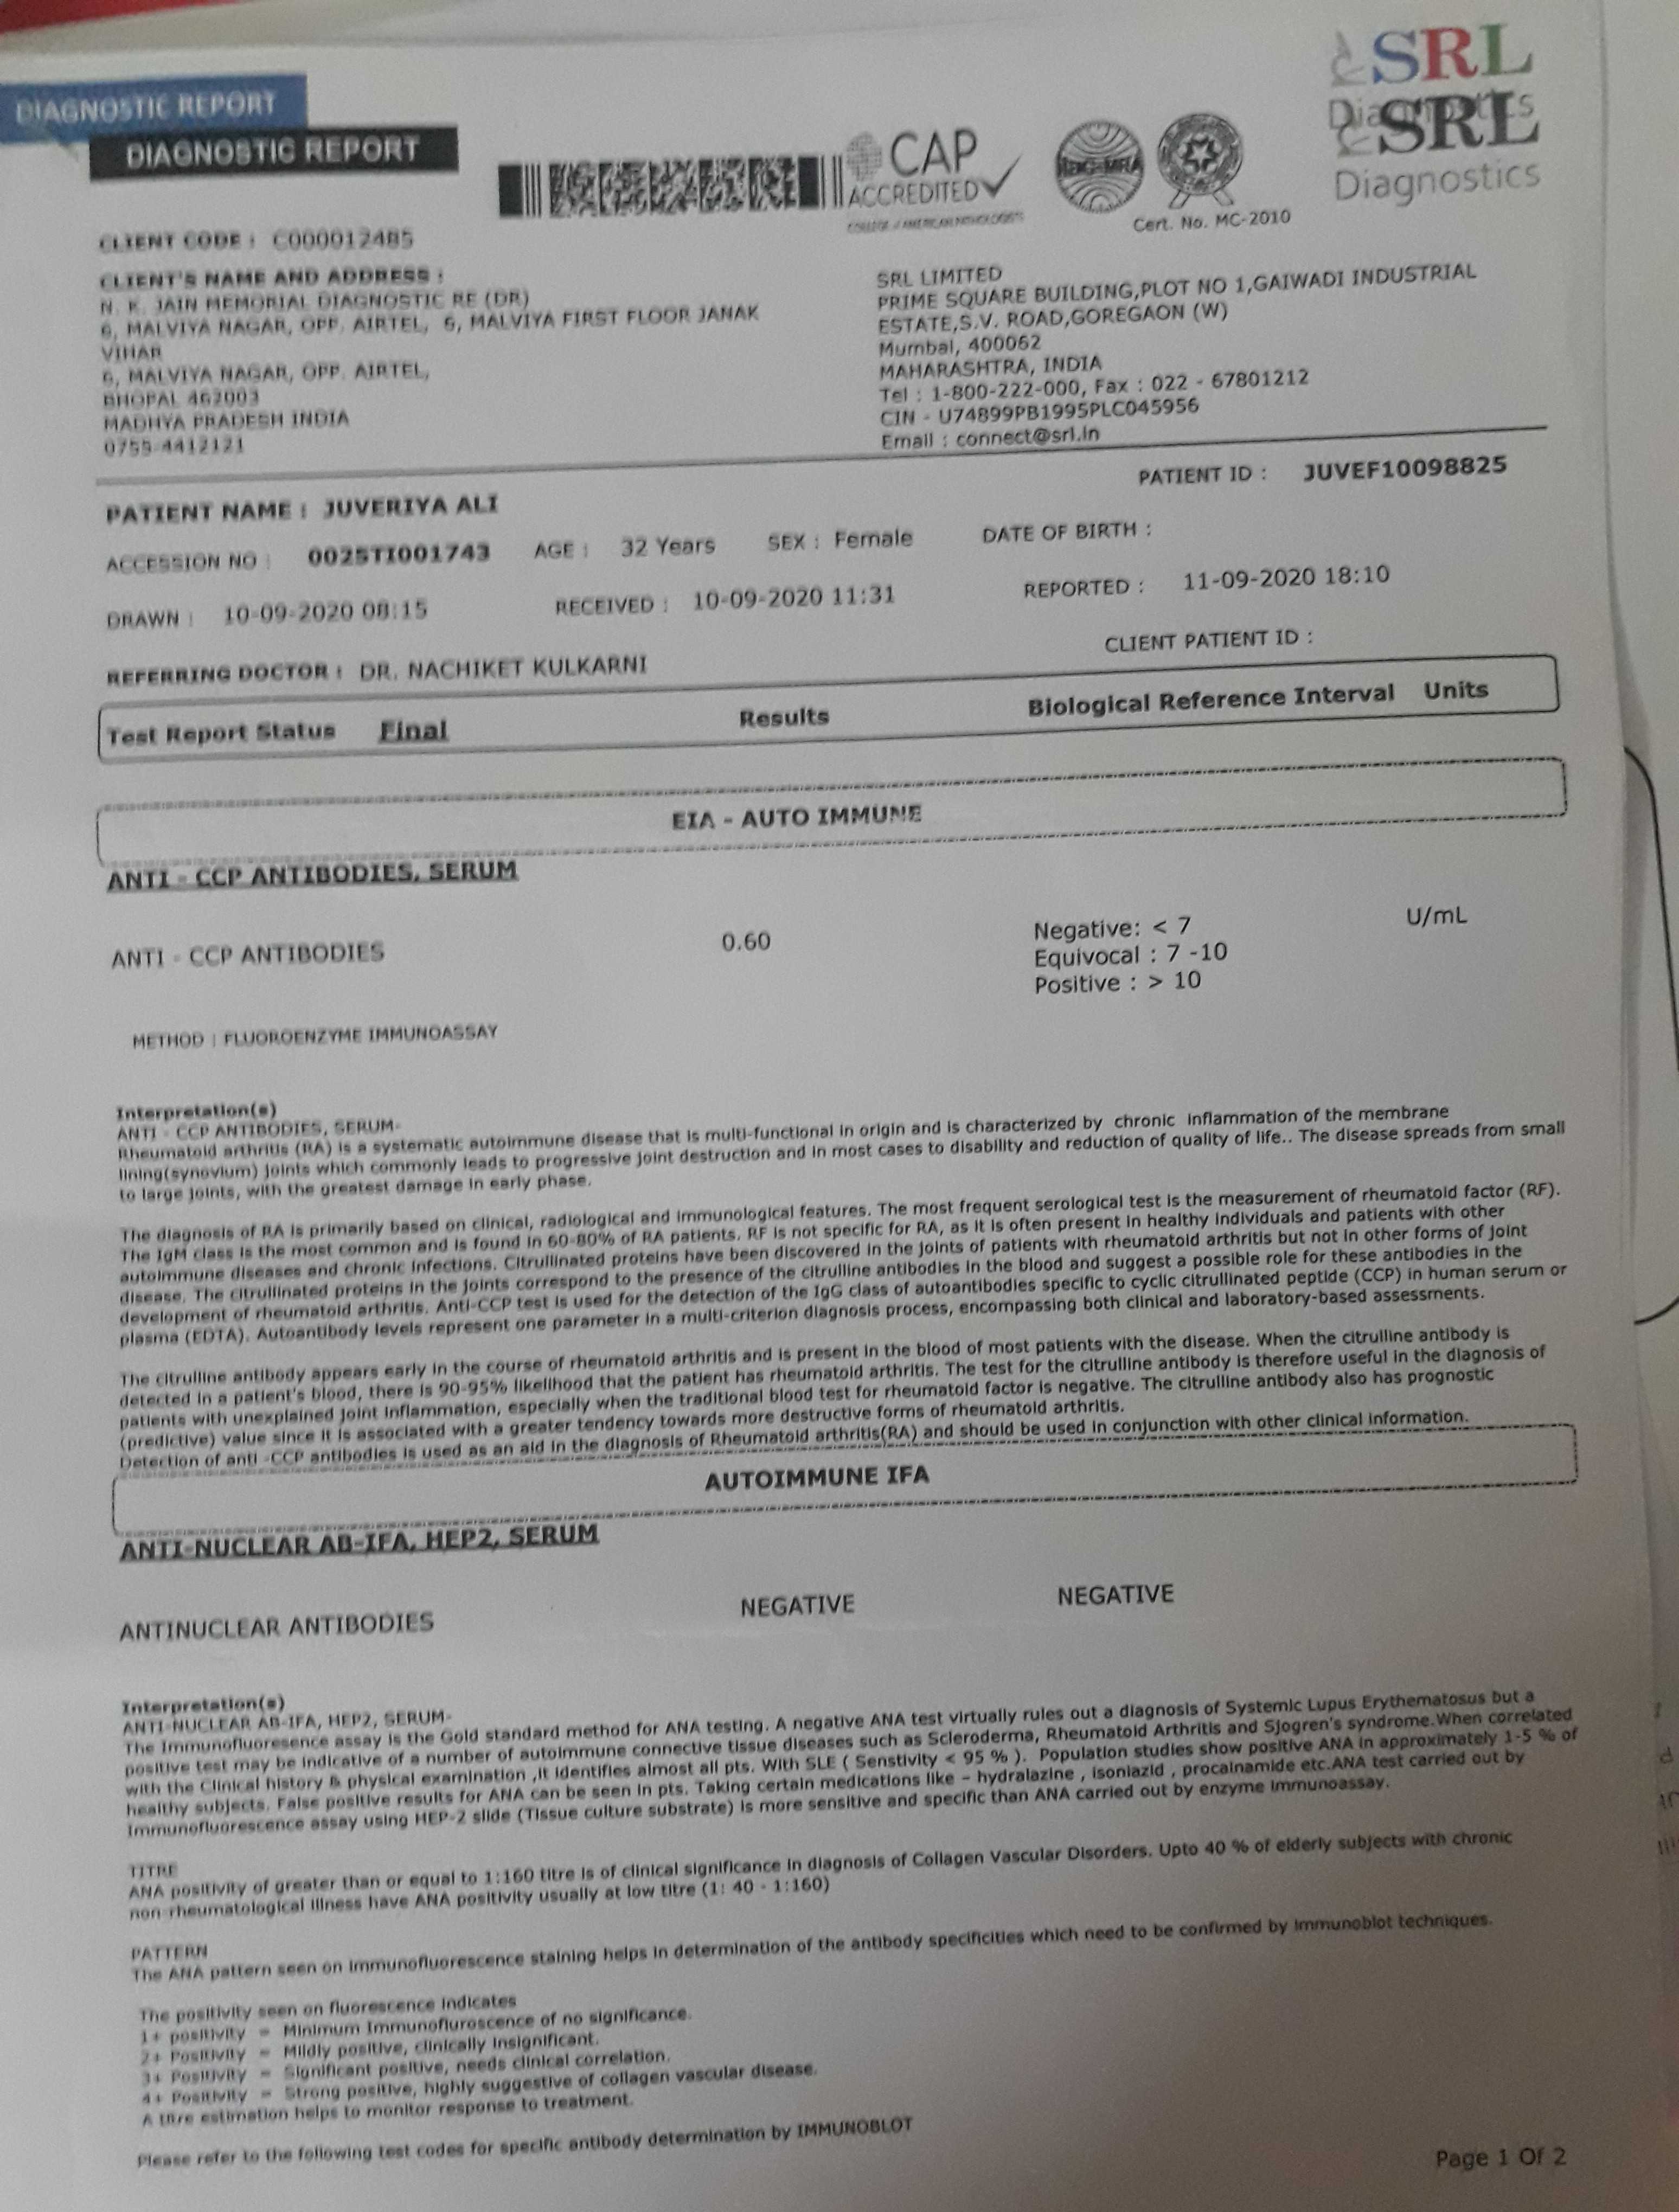 SRL
Diagnostics
DIAGNOSTIC REPORT
DIAGNOSTIC REPORT
SRL
Diagnostics
CAP
ACCREDITED
COLLEGE of AMERICAN PATHOLOGISTS
ilac-MRA
Cert. No. MC-2010
CLIENT CODE : C000012485
CLIENT'S NAME AND ADDRESS :
N. K. JAIN MEMORIAL DIAGNOSTIC RE (DR)
6, MALVIYA NAGAR, OPP. AIRTEL, 6, MALVIYA FIRST FLOOR JANAK
VIHAR
6, MALVIYA NAGAR, OPP. AIRTEL,
BHOPAL 462003
MADHYA PRADESH INDIA
0755-4412121
SRL LIMITED
PRIME SQUARE BUILDING,PLOT NO 1,GAIWADI INDUSTRIAL
ESTATE,S.V. ROAD,GOREGAON (W)
Mumbai, 400062
MAHARASHTRA, INDIA
Tel : 1-800-222-000, Fax : 022 - 67801212
CIN - U74899PB1995PLC045956
Email : connect@srl.in
PATIENT NAME : JUVERIYA ALI PATIENT ID : JUVEF10098825
ACCESSION NO : 0025TI001743 AGE : 32 Years SEX : Female DATE OF BIRTH :
DRAWN : 10-09-2020 08:15 RECEIVED : 10-09-2020 11:31 REPORTED : 11-09-2020 18:10
REFERRING DOCTOR : DR. NACHIKET KULKARNI CLIENT PATIENT ID :
Test Report Status Final Results Biological Reference Interval Units
EIA - AUTO IMMUNE
ANTI - CCP ANTIBODIES, SERUM
ANTI - CCP ANTIBODIES 0.60 Negative: < 7 U/mL
Equivocal : 7 -10
Positive : > 10
METHOD : FLUOROENZYME IMMUNOASSAY
Interpretation(s)
ANTI - CCP ANTIBODIES, SERUM-
Rheumatoid arthritis (RA) is a systematic autoimmune disease that is multi-functional in origin and is characterized by chronic inflammation of the membrane
lining(synovium) joints which commonly leads to progressive joint destruction and in most cases to disability and reduction of quality of life.. The disease spreads from small
to large joints, with the greatest damage in early phase.
The diagnosis of RA is primarily based on clinical, radiological and immunological features. The most frequent serological test is the measurement of rheumatoid factor (RF).
The IgM class is the most common and is found in 60-80% of RA patients. RF is not specific for RA, as it is often present in healthy individuals and patients with other
autoimmune diseases and chronic infections. Citrullinated proteins have been discovered in the joints of patients with rheumatoid arthritis but not in other forms of joint
disease. The citrullinated proteins in the joints correspond to the presence of the citrulline antibodies in the blood and suggest a possible role for these antibodies in the
development of rheumatoid arthritis. Anti-CCP test is used for the detection of the IgG class of autoantibodies specific to cyclic citrullinated peptide (CCP) in human serum or
plasma (EDTA). Autoantibody levels represent one parameter in a multi-criterion diagnosis process, encompassing both clinical and laboratory-based assessments.
The citrulline antibody appears early in the course of rheumatoid arthritis and is present in the blood of most patients with the disease. When the citrulline antibody is
detected in a patient's blood, there is 90-95% likelihood that the patient has rheumatoid arthritis. The test for the citrulline antibody is therefore useful in the diagnosis of
patients with unexplained joint inflammation, especially when the traditional blood test for rheumatoid factor is negative. The citrulline antibody also has prognostic
(predictive) value since it is associated with a greater tendency towards more destructive forms of rheumatoid arthritis.
Detection of anti -CCP antibodies is used as an aid in the diagnosis of Rheumatoid arthritis(RA) and should be used in conjunction with other clinical information.
AUTOIMMUNE IFA
ANTI-NUCLEAR AB-IFA, HEP2, SERUM
ANTINUCLEAR ANTIBODIES NEGATIVE NEGATIVE
Interpretation(s)
ANTI-NUCLEAR AB-IFA, HEP2, SERUM-
The Immunofluoresence assay is the Gold standard method for ANA testing. A negative ANA test virtually rules out a diagnosis of Systemic Lupus Erythematosus but a
positive test may be indicative of a number of autoimmune connective tissue diseases such as Scleroderma, Rheumatoid Arthritis and Sjogren's syndrome.When correlated
with the Clinical history & physical examination ,it identifies almost all pts. With SLE ( Senstivity < 95 % ). Population studies show positive ANA in approximately 1-5 % of
healthy subjects. False positive results for ANA can be seen in pts. Taking certain medications like – hydralazine , isoniazid , procainamide etc.ANA test carried out by
Immunofluorescence assay using HEP-2 slide (Tissue culture substrate) is more sensitive and specific than ANA carried out by enzyme immunoassay.
TITRE
ANA positivity of greater than or equal to 1:160 titre is of clinical significance in diagnosis of Collagen Vascular Disorders. Upto 40 % of elderly subjects with chronic
non-rheumatological illness have ANA positivity usually at low titre (1: 40 - 1:160)
PATTERN
The ANA pattern seen on immunofluorescence staining helps in determination of the antibody specificities which need to be confirmed by immunoblot techniques.
The positivity seen on fluorescence indicates
1+ positivity = Minimum Immunofluroscence of no significance.
2+ Positivity = Mildly positive, clinically insignificant.
3+ Positivity = Significant positive, needs clinical correlation.
4+ Positivity = Strong positive, highly suggestive of collagen vascular disease.
A titre estimation helps to monitor response to treatment.
Please refer to the following test codes for specific antibody determination by IMMUNOBLOT
Page 1 Of 2